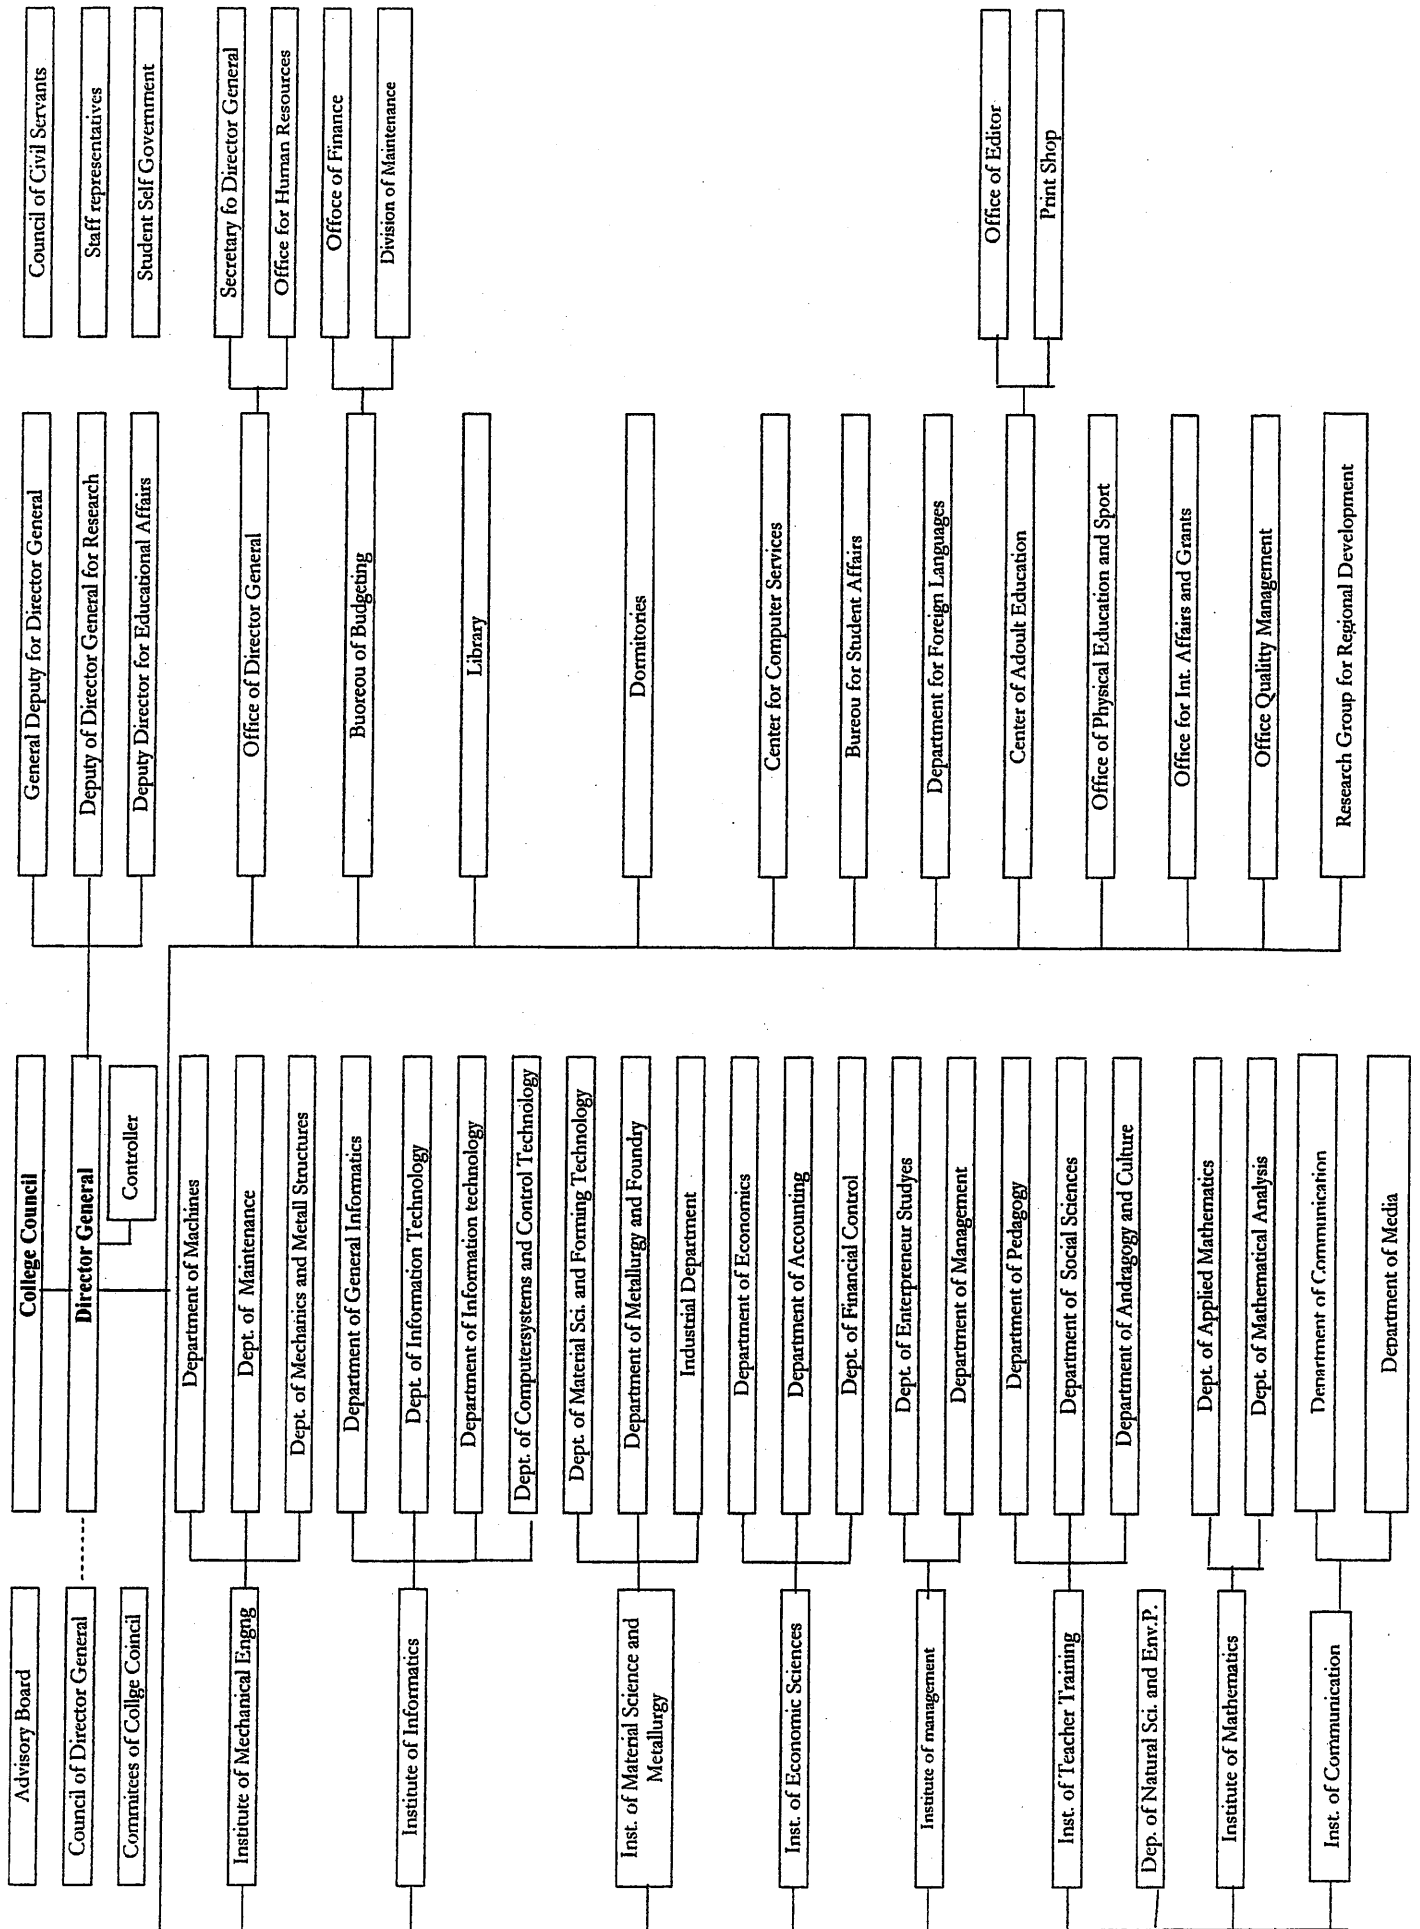 Advisory Board
Council of Director General
Commitees of Collge Coincil
College Council
Director General
Controller
General Deputy for Director General
Deputy of Director General for Research
Deputy Director for Educational Affairs
Council of Civil Servants
Staff representatives
Student Self Government
Institute of Mechanical Engng
Department of Machines
Dept. of Maintenance
Dept. of Mechanics and Metall Structures
Institute of Informatics
Department of General Informatics
Dept. of Information Technology
Department of Information technology
Dept. of Computersystems and Control Technology
Inst. of Material Science and
Metallurgy
Dept. of Material Sci. and Forming Technology
Department of Metallurgy and Foundry
Industrial Department
Inst. of Economic Sciences
Department of Economics
Department of Accounting
Dept. of Financial Control
Institute of management
Dept. of Enterpreneur Studyes
Department of Management
Inst. of Teacher Training
Department of Pedagogy
Department of Social Sciences
Department of Andragogy and Culture
Dep. of Natural Sci. and Env.P.
Institute of Mathematics
Dept. of Applied Mathematics
Dept. of Mathematical Analysis
Inst. of Communication
Department of Communication
Department of Media
Office of Director General
Secretary fo Director General
Office for Human Resources
Buoreou of Budgeting
Offoce of Finance
Division of Maintenance
Library
Dormitories
Center for Computer Services
Bureou for Student Affairs
Department for Foreign Languages
Center of Adoult Education
Office of Editor
Print Shop
Office of Physical Education and Sport
Office for Int. Affairs and Grants
Office Qualitty Management
Research Group for Regional Development